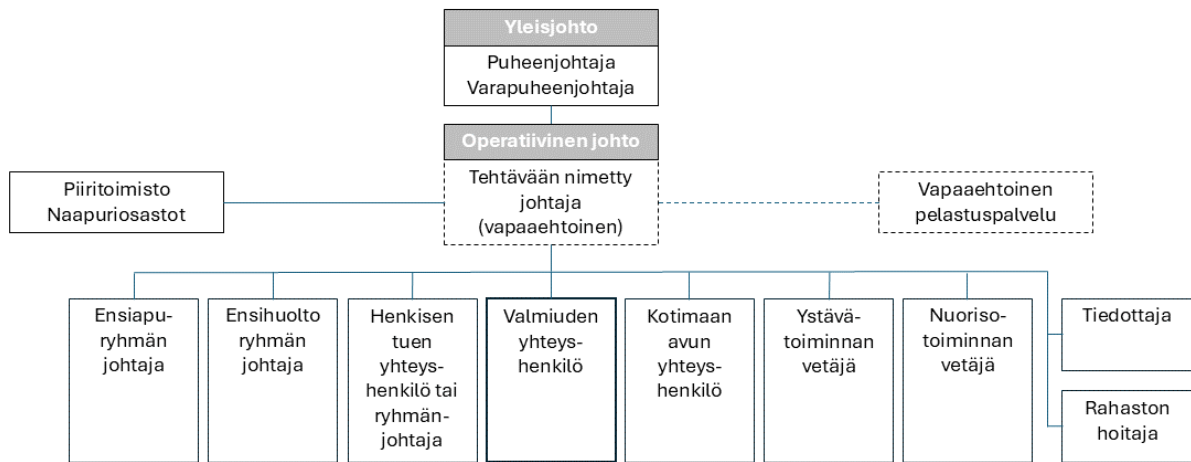 Yleisjohto
Puheenjohtaja
Varapuheenjohtaja
Operatiivinen johto
Tehtävään nimetty
johtaja
(vapaaehtoinen)
Piiritoimisto
Naapuriosastot
Vapaaehtoinen
pelastuspalvelu
Ensiapu-
ryhmän
johtaja
Ensihuolto
ryhmän
johtaja
Henkisen
tuen
yhteys-
henkilö tai
ryhmän-
johtaja
Valmiuden
yhteys-
henkilö
Kotimaan
avun
yhteys-
henkilö
Ystävä-
toiminnan
vetäjä
Nuoriso-
toiminnan
vetäjä
Tiedottaja
Rahaston
hoitaja